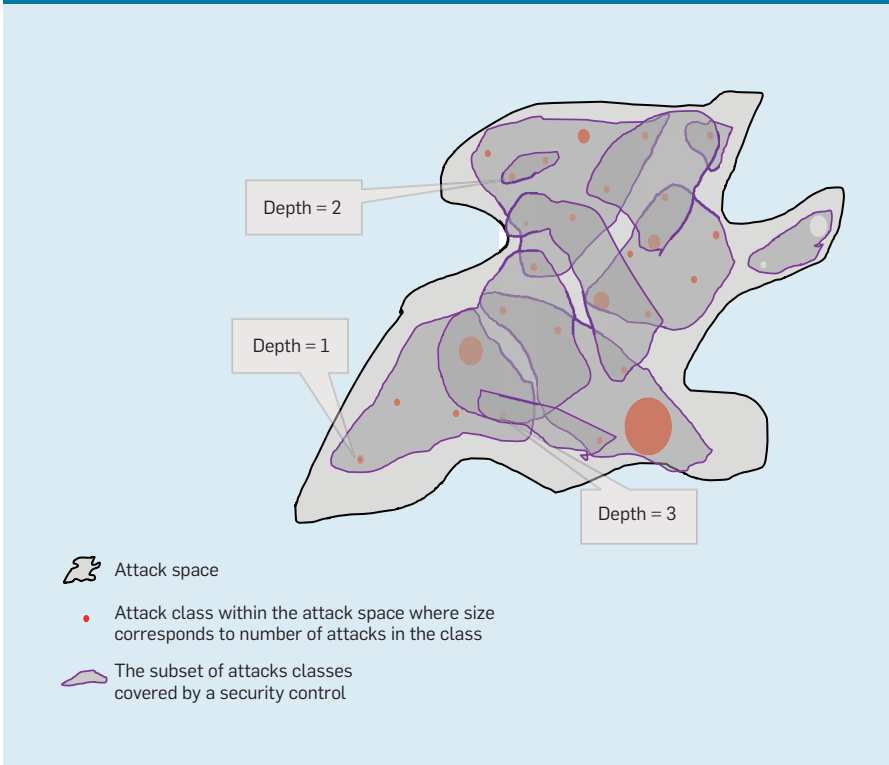 Depth = 2
Depth = 1
Depth = 3
Attack space
Attack class within the attack space where size
corresponds to number of attacks in the class
The subset of attacks classes
covered by a security control